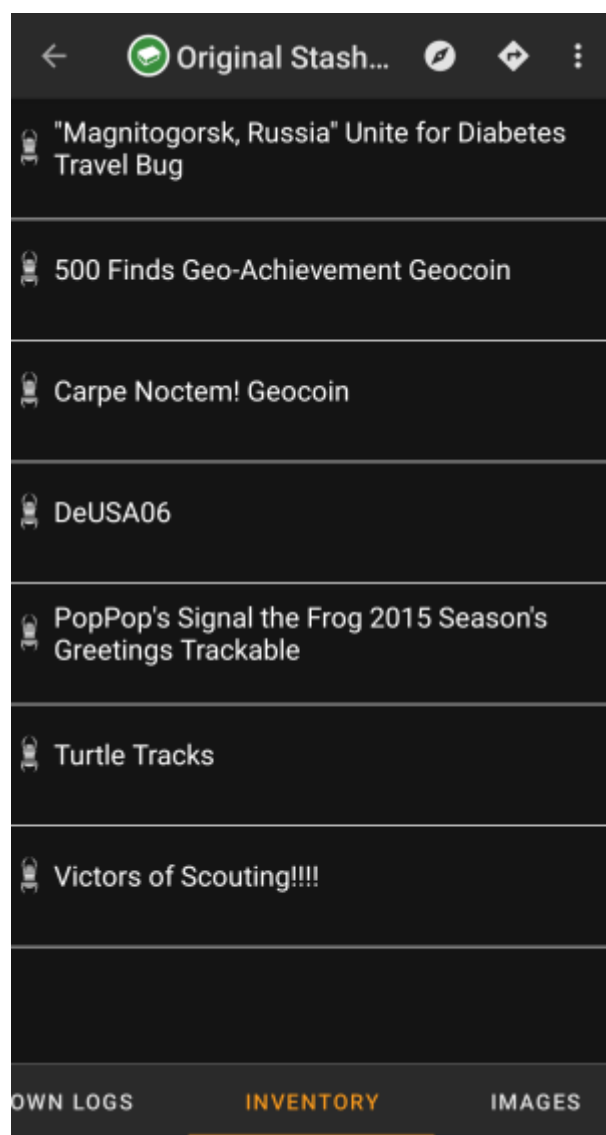 Original Stash...
"Magnitogorsk, Russia" Unite for Diabetes
Travel Bug
500 Finds Geo-Achievement Geocoin
Carpe Noctem! Geocoin
DeUSA06
PopPop's Signal the Frog 2015 Season's
Greetings Trackable
Turtle Tracks
Victors of Scouting!!!!
OWN LOGS INVENTORY IMAGES